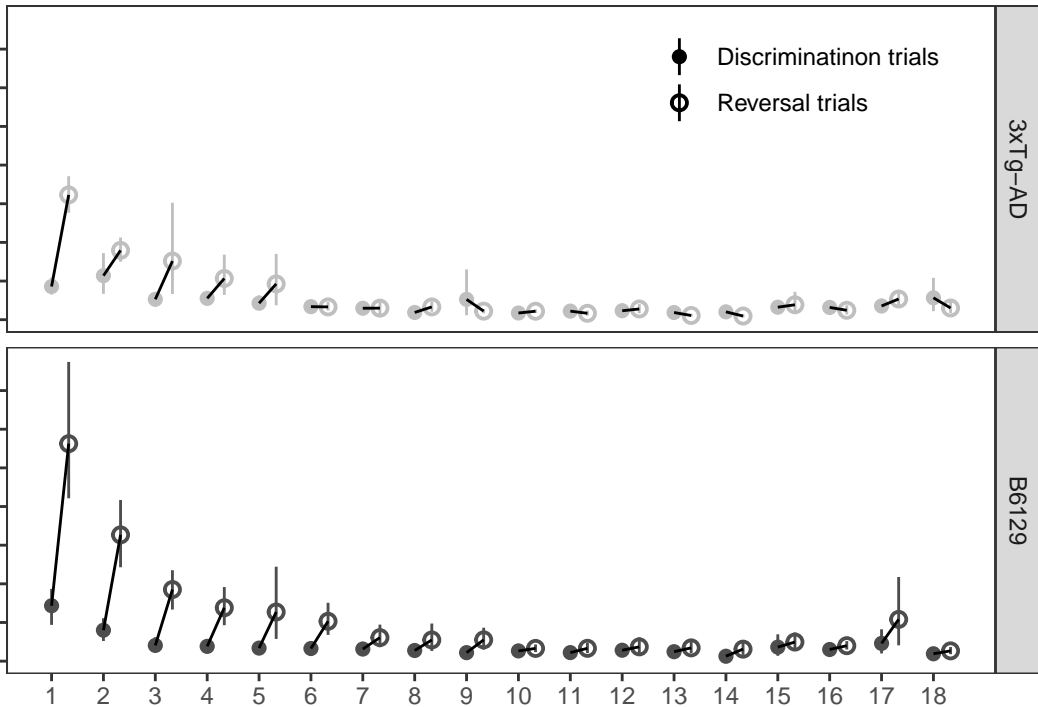 Discriminatinon trials
Reversal trials
3xTg−AD
B6129
1 2 3 4 5 6 7 8 9 10 11 12 13 14 15 16 17 18